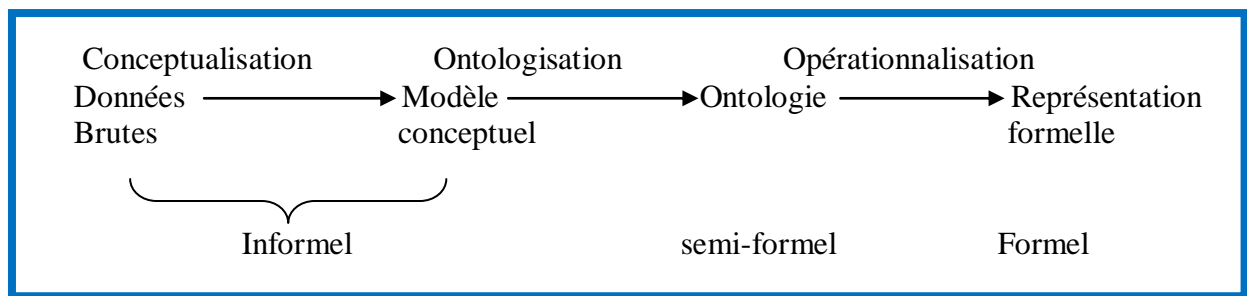 Conceptualisation Ontologisation Opérationnalisation
Données Modèle Ontologie Représentation
Brutes conceptuel formelle
Informel semi-formel Formel